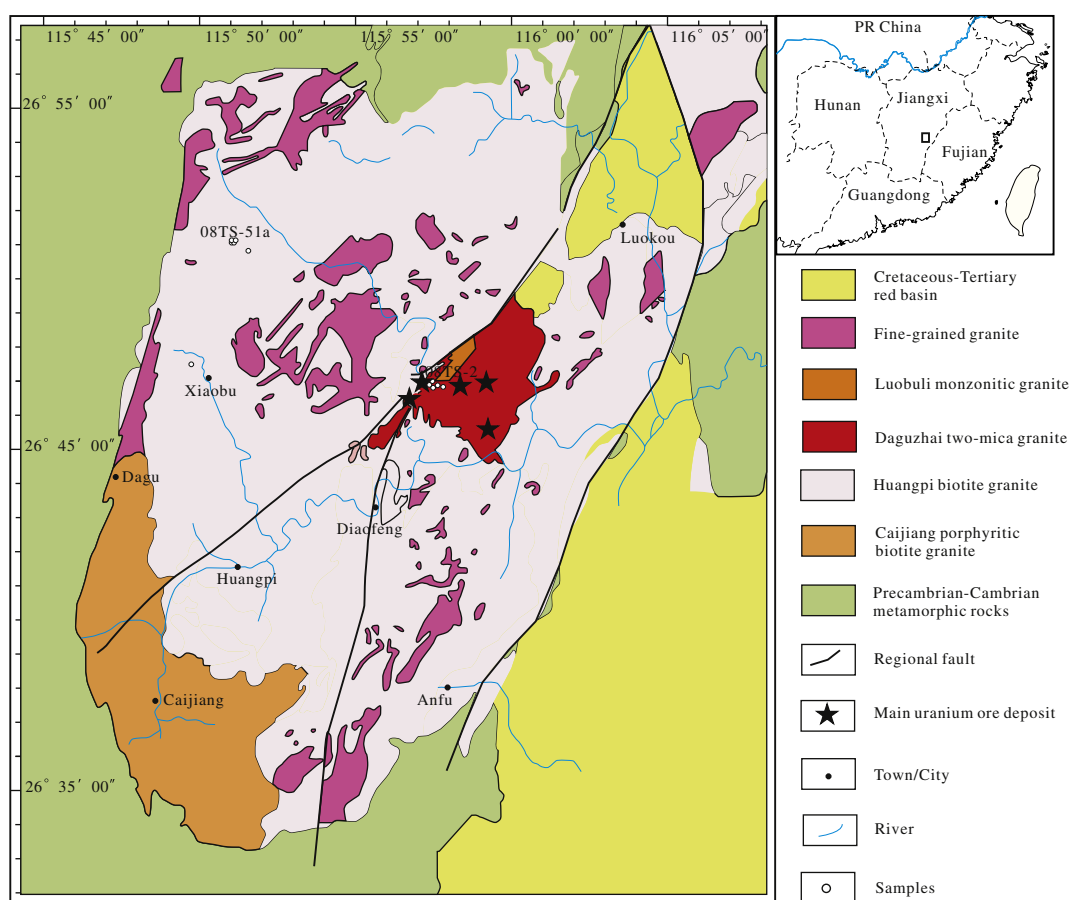 115° 45′ 00″
115° 50′ 00″
115° 55′ 00″
116° 00′ 00″
116° 05′ 00″
26° 55′ 00″
08TS-51a
Luokou
Xiaobu
26° 45′ 00″
Dagu
Diaofeng
Huangpi
Caijiang
Anfu
26° 35′ 00″
PR China
Hunan
Jiangxi
Fujian
Guangdong
Cretaceous-Tertiary
red basin
Fine-grained granite
Luobuli monzonitic granite
Daguzhai two-mica granite
Huangpi biotite granite
Caijiang porphyritic
biotite granite
Precambrian-Cambrian
metamorphic rocks
Regional fault
Main uranium ore deposit
Town/City
River
Samples